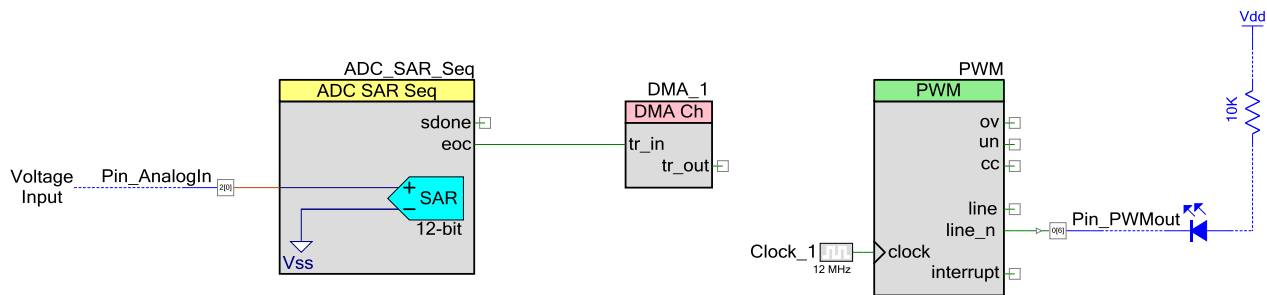 Vdd
ADC_SAR_Seq
PWM
ADC SAR Seq
DMA_1
PWM
DMA Ch
10K
sdone
ov
eoc
tr_in
un
tr_out
cc
Voltage
Input
Pin_AnalogIn
2[0]
+
SAR
−
12-bit
line
line_n
0[6]
Pin_PWMout
Vss
Clock_1
12 MHz
clock
interrupt